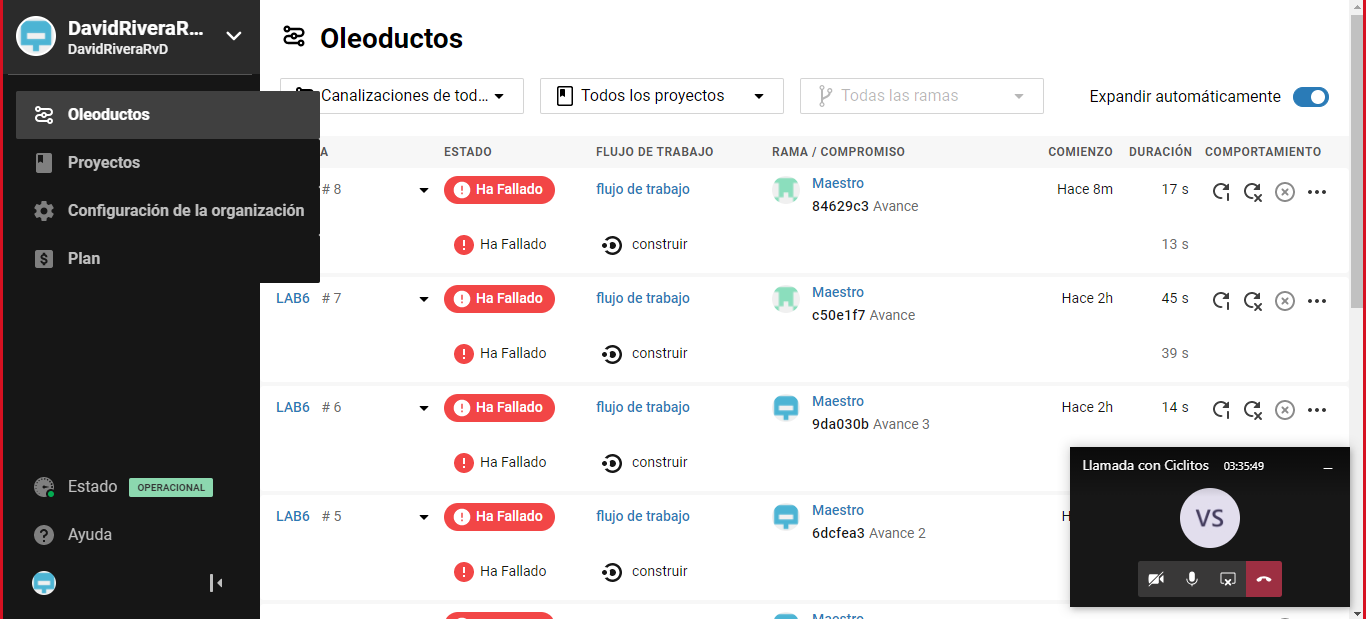 DavidRiveraR...
DavidRiveraRvD
Oleoductos
Proyectos
Configuración de la organización
Plan
Estado OPERACIONAL
Ayuda
Oleoductos
Canalizaciones de tod...
Todos los proyectos
Todas las ramas
Expandir automáticamente
A ESTADO FLUJO DE TRABAJO RAMA / COMPROMISO COMIENZO DURACIÓN COMPORTAMIENTO
# 8 Ha Fallado flujo de trabajo Maestro Hace 8m 17 s
84629c3 Avance
Ha Fallado construir 13 s
LAB6 # 7 Ha Fallado flujo de trabajo Maestro Hace 2h 45 s
c50e1f7 Avance
Ha Fallado construir 39 s
LAB6 # 6 Ha Fallado flujo de trabajo Maestro Hace 2h 14 s
9da030b Avance 3
Ha Fallado construir
LAB6 # 5 Ha Fallado flujo de trabajo Maestro H
6dcfea3 Avance 2
Ha Fallado construir
Llamada con Ciclitos 03:35:49
VS